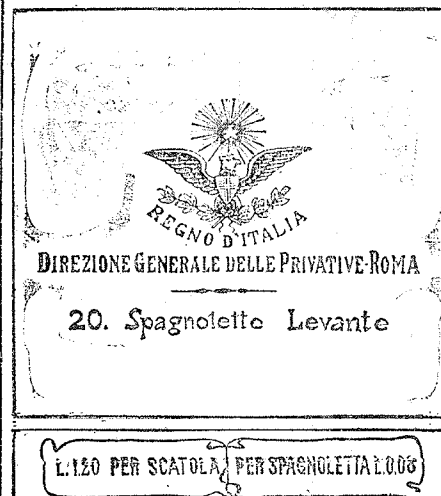 REGNO D'ITALIA
DIREZIONE GENERALE DELLE PRIVATIVE-ROMA
20. Spagnolette Levante
L. 1.20 PER SCATOLA PER SPAGNOLETTA L. 0.06